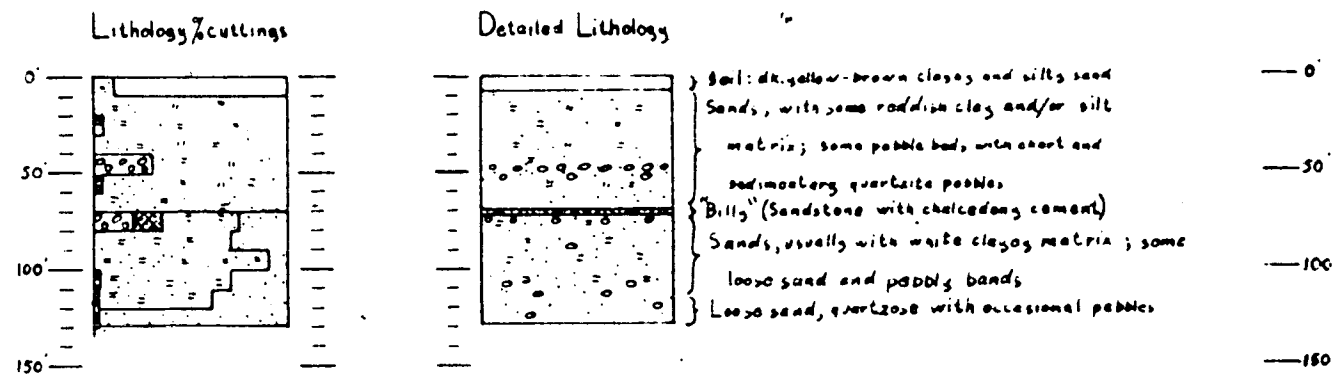 Lithology % cuttings
Detailed Lithology
0'
50'
100'
150'
Soil: dk. yellow-brown clayey and silty sand
Sands, with some reddish clay and/or silt
matrix; some pebble beds, with chert and
sedimentary quartzite pebbles
"Billy" (Sandstone with chalcedony cement)
Sands, usually with white clayey matrix; some
loose sand and pebbly bands
Loose sand, quartzose with occasional pebbles
0'
50'
100
150